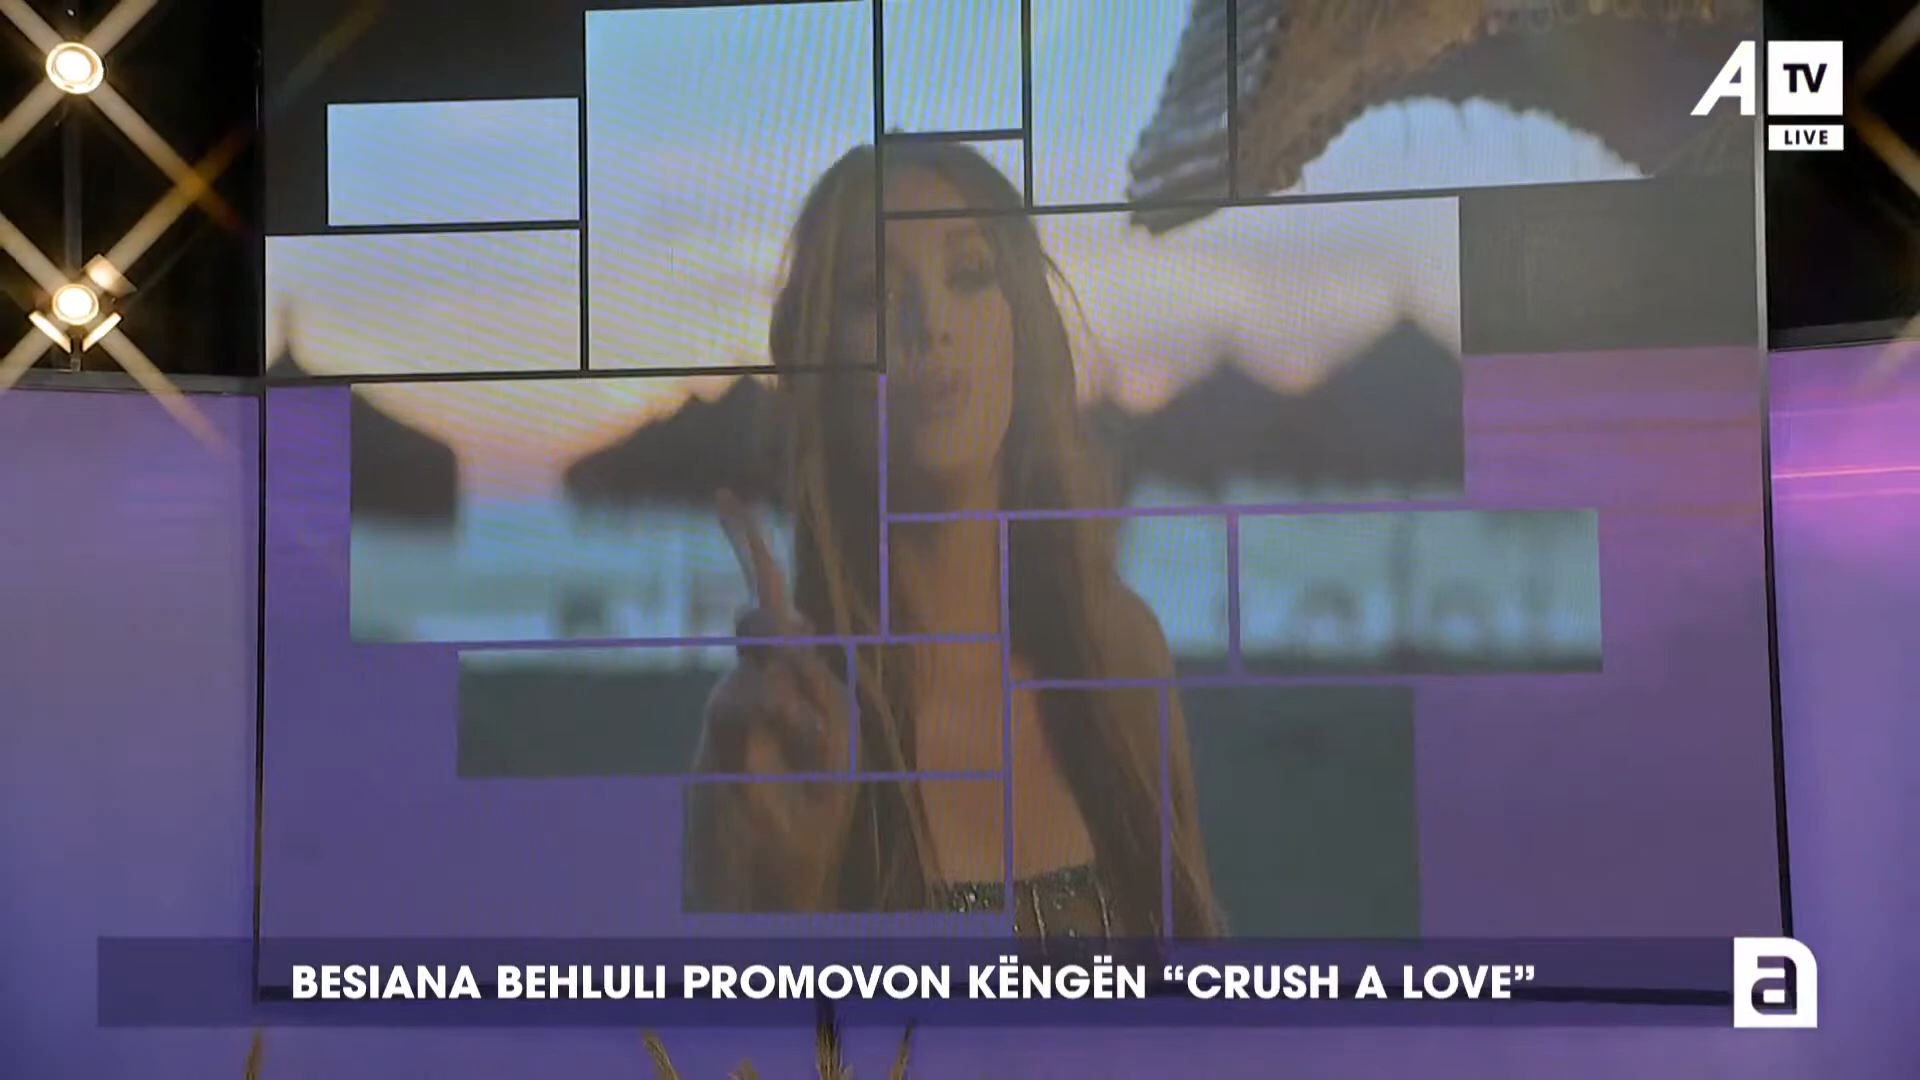 A TV
LIVE
BESIANA BEHLULI PROMOVON KËNGËN “CRUSH A LOVE”
a